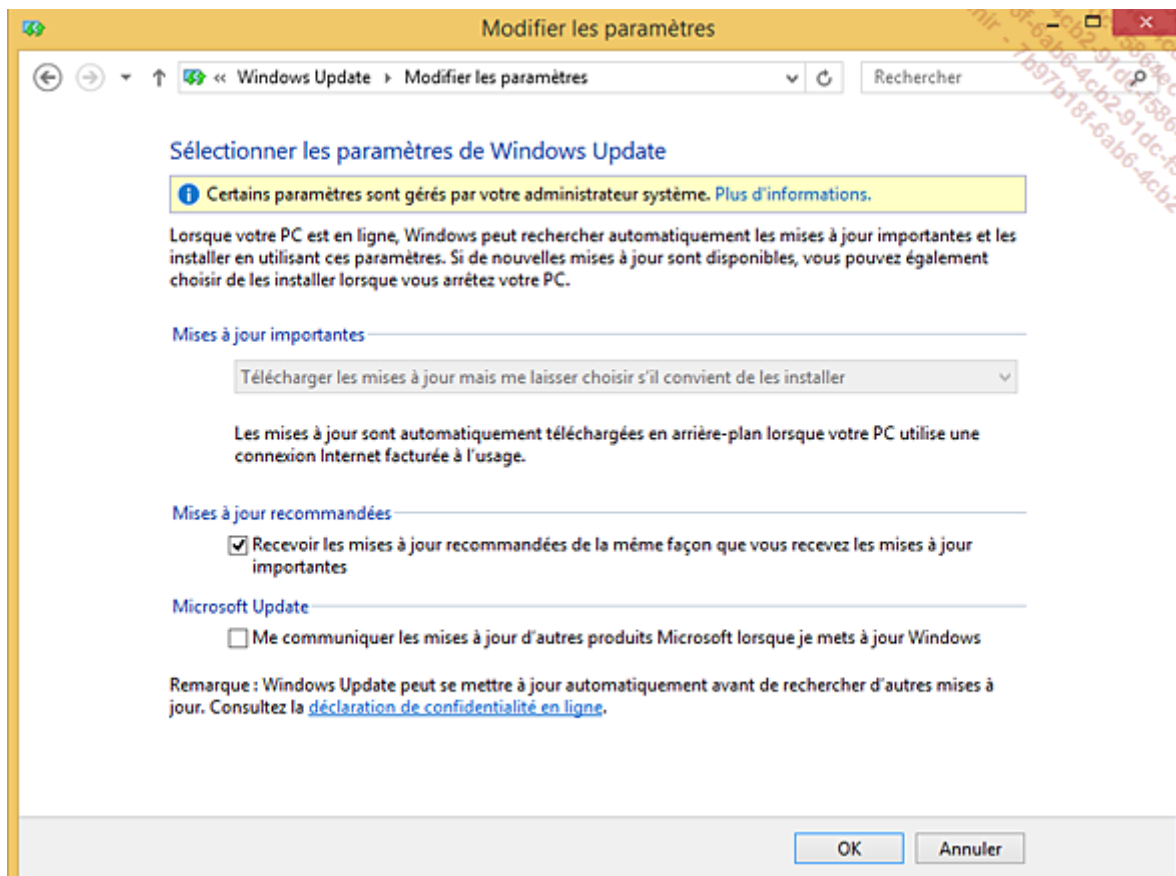 Modifier les paramètres
« Windows Update Modifier les paramètres
Rechercher
Sélectionner les paramètres de Windows Update
Certains paramètres sont gérés par votre administrateur système. Plus d'informations.
Lorsque votre PC est en ligne, Windows peut rechercher automatiquement les mises à jour importantes et les
installer en utilisant ces paramètres. Si de nouvelles mises à jour sont disponibles, vous pouvez également
choisir de les installer lorsque vous arrêtez votre PC.
Mises à jour importantes
Télécharger les mises à jour mais me laisser choisir s'il convient de les installer
Les mises à jour sont automatiquement téléchargées en arrière-plan lorsque votre PC utilise une
connexion Internet facturée à l'usage.
Mises à jour recommandées
Recevoir les mises à jour recommandées de la même façon que vous recevez les mises à jour
importantes
Microsoft Update
Me communiquer les mises à jour d'autres produits Microsoft lorsque je mets à jour Windows
Remarque : Windows Update peut se mettre à jour automatiquement avant de rechercher d'autres mises à
jour. Consultez la déclaration de confidentialité en ligne.
OK
Annuler